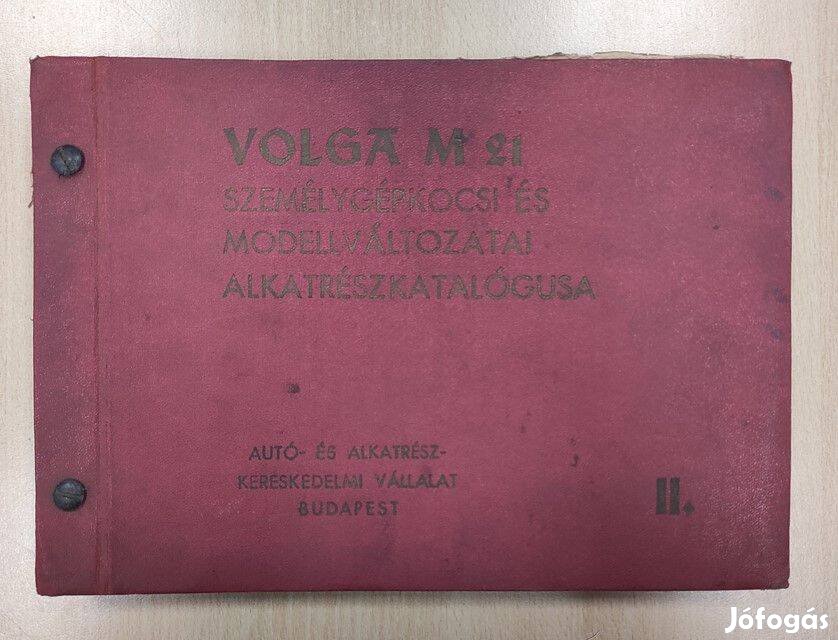 VOLGA M 21
SZEMÉLYGÉPKOCSI ÉS
MODELLVÁLTOZATAI
ALKATRÉSZKATALÓGUSA
AUTÓ- ÉS ALKATRÉSZ-
KERESKEDELMI VÁLLALAT
BUDAPEST
II.
Jófogás